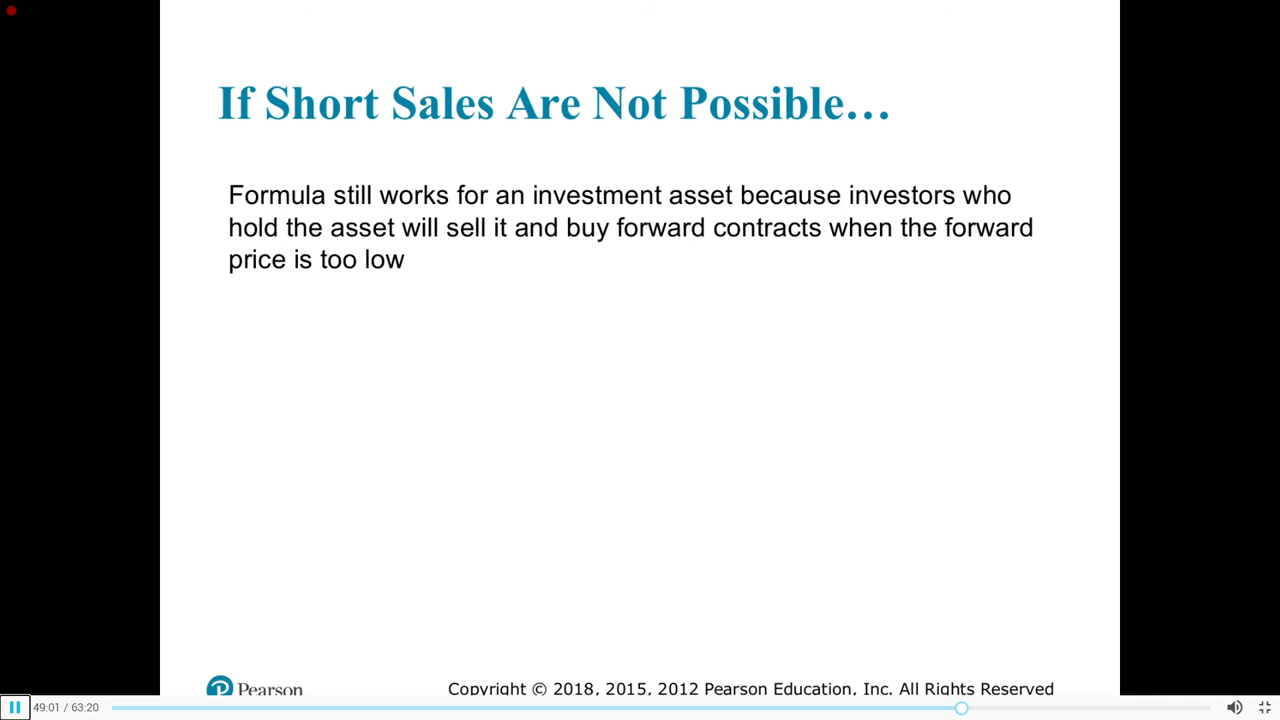 If Short Sales Are Not Possible…
Formula still works for an investment asset because investors who
hold the asset will sell it and buy forward contracts when the forward
price is too low
Pearson
Copyright © 2018, 2015, 2012 Pearson Education, Inc. All Rights Reserved
49:01 / 63:20